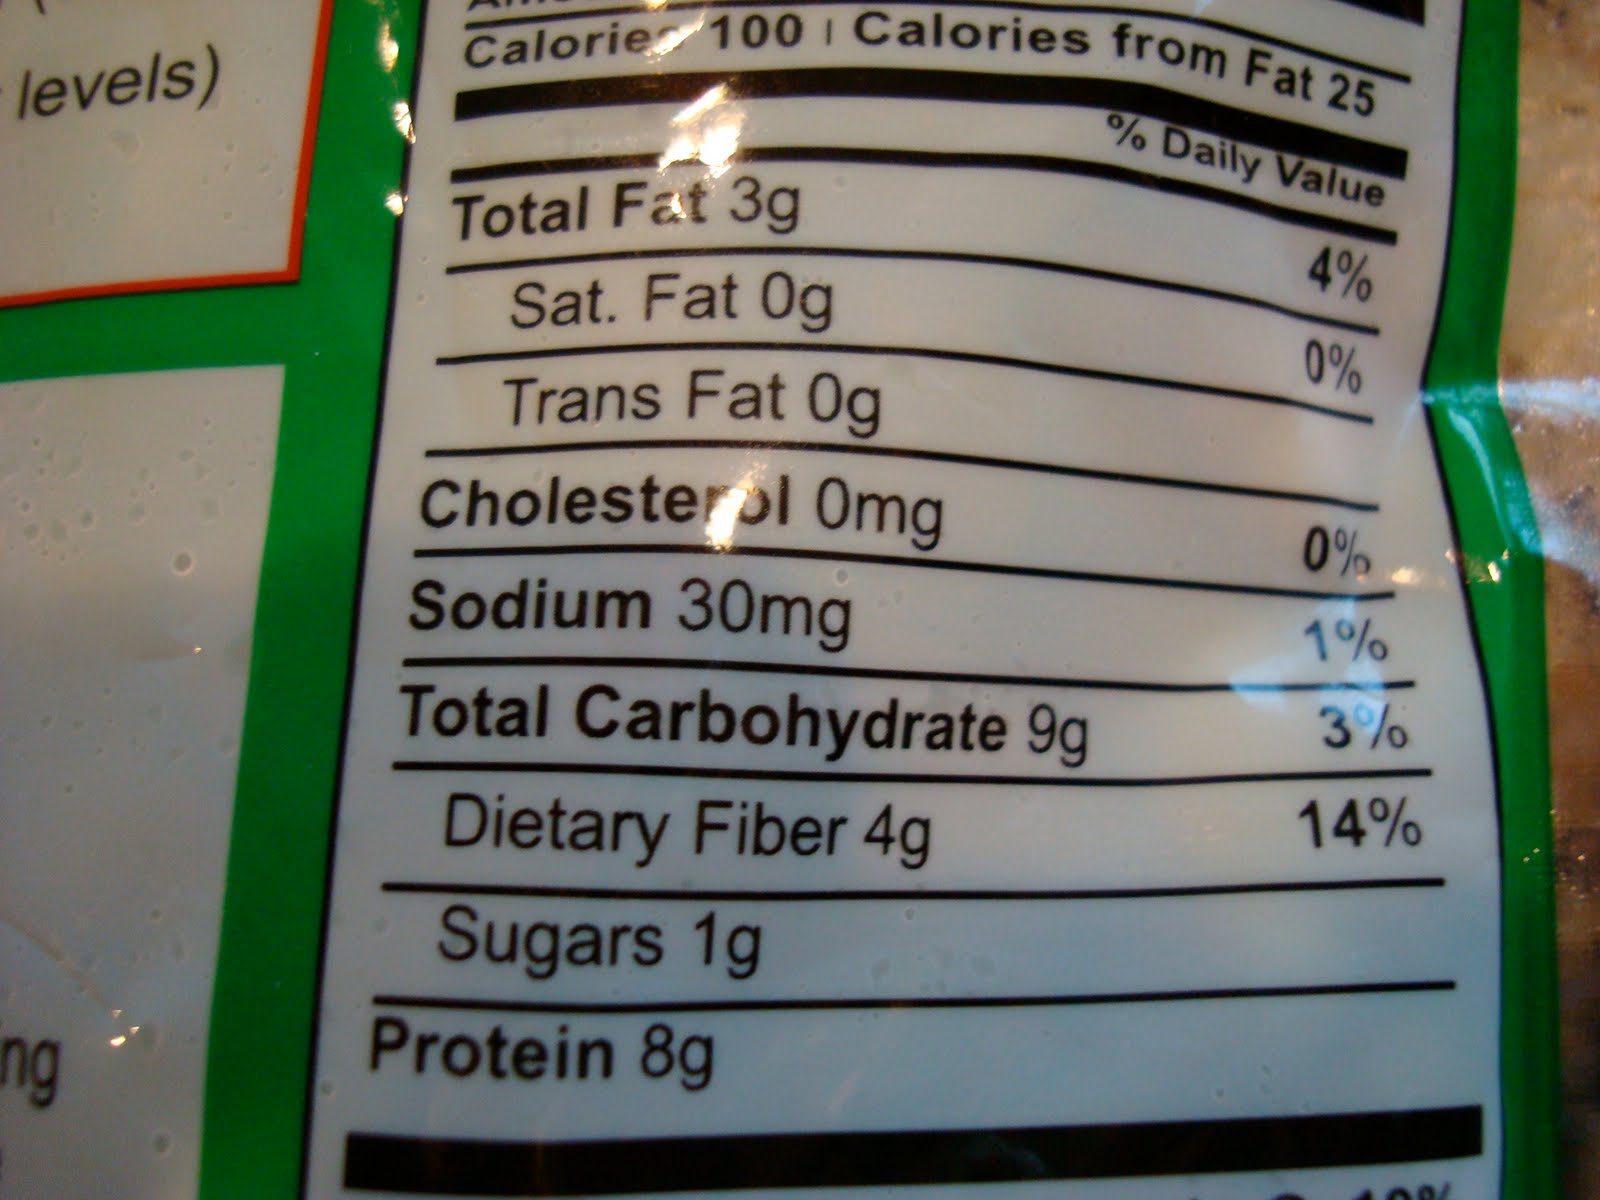 levels)
Calories 100 | Calories from Fat 25
% Daily Value
Total Fat 3g 4%
Sat. Fat 0g 0%
Trans Fat 0g
Cholesterol 0mg 0%
Sodium 30mg 1%
Total Carbohydrate 9g 3%
Dietary Fiber 4g 14%
Sugars 1g
ng
Protein 8g